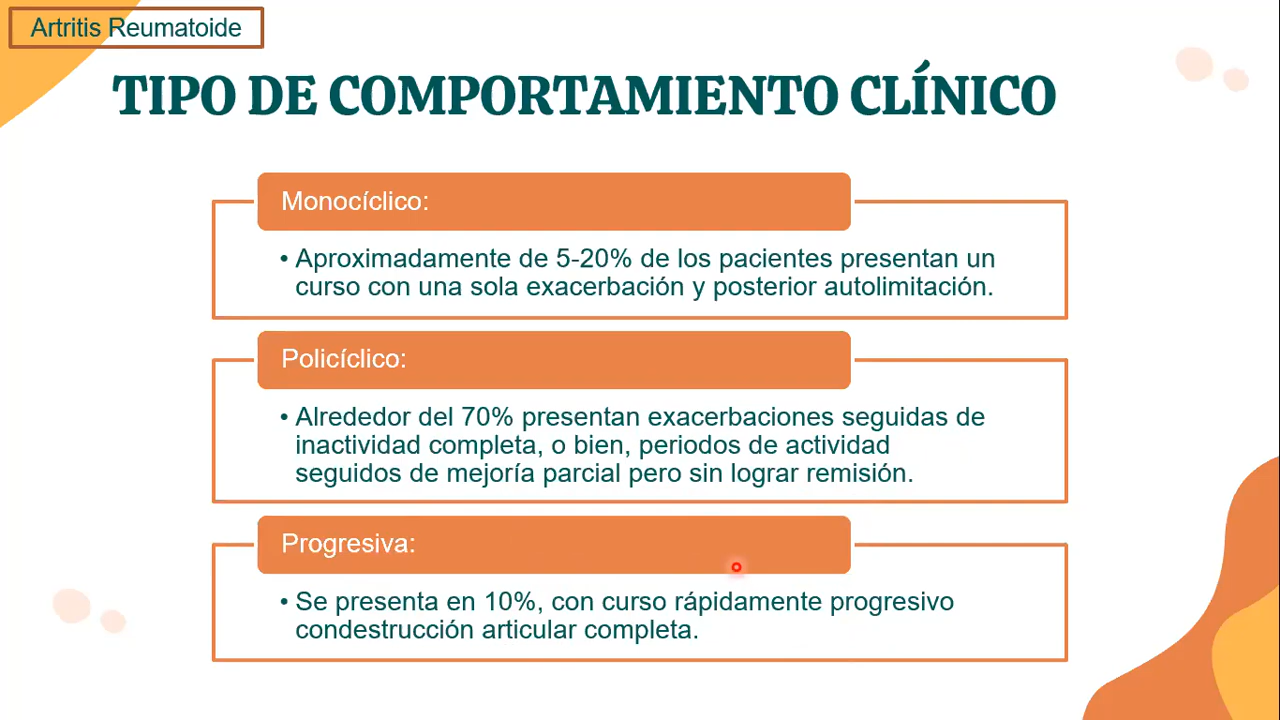 Artritis Reumatoide
TIPO DE COMPORTAMIENTO CLÍNICO
Monocíclico:
• Aproximadamente de 5-20% de los pacientes presentan un
curso con una sola exacerbación y posterior autolimitación.
Policíclico:
• Alrededor del 70% presentan exacerbaciones seguidas de
inactividad completa, o bien, periodos de actividad
seguidos de mejoría parcial pero sin lograr remisión.
Progresiva:
• Se presenta en 10%, con curso rápidamente progresivo
condestrucción articular completa.